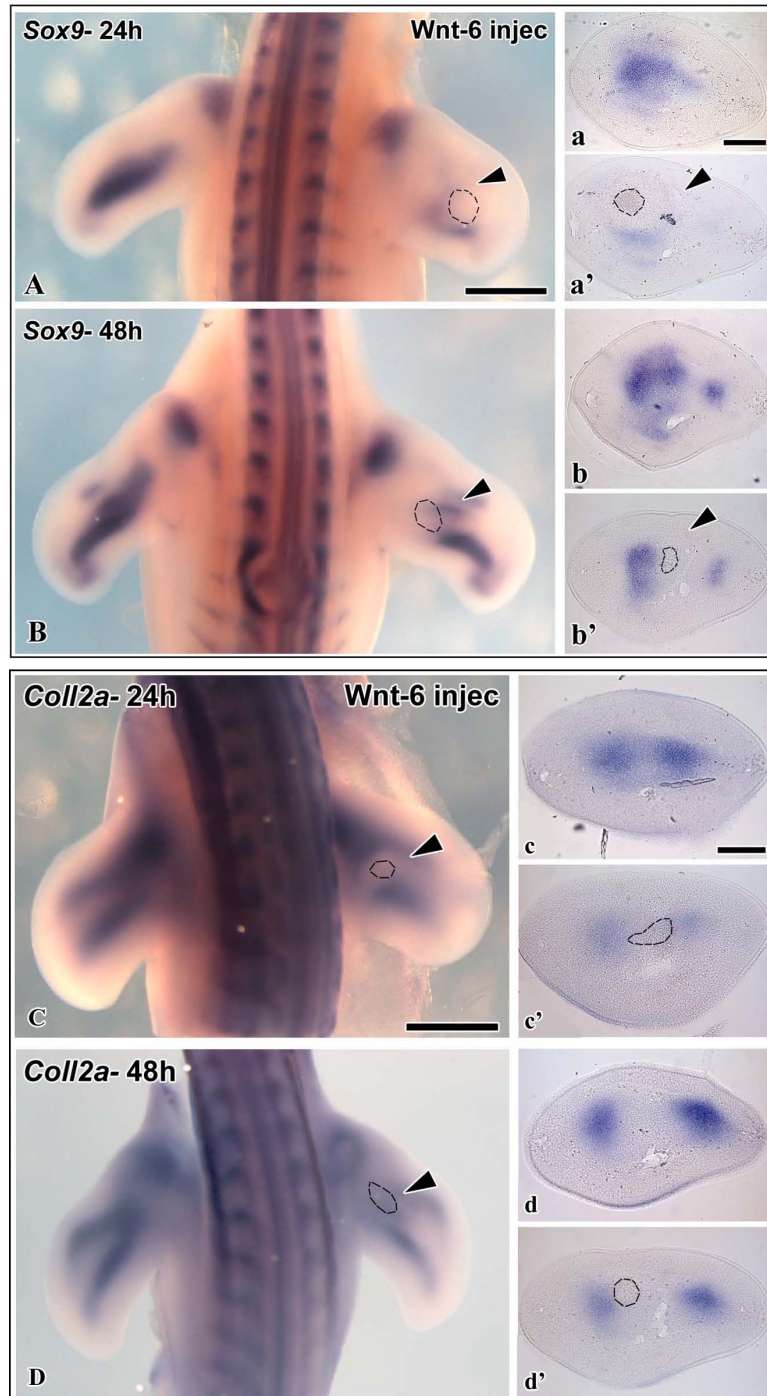 Sox9- 24h Wnt-6 injec
A
a
a'
Sox9- 48h
B
b
b'
Coll2a- 24h Wnt-6 injec
C
c
c'
Coll2a- 48h
D
d
d'